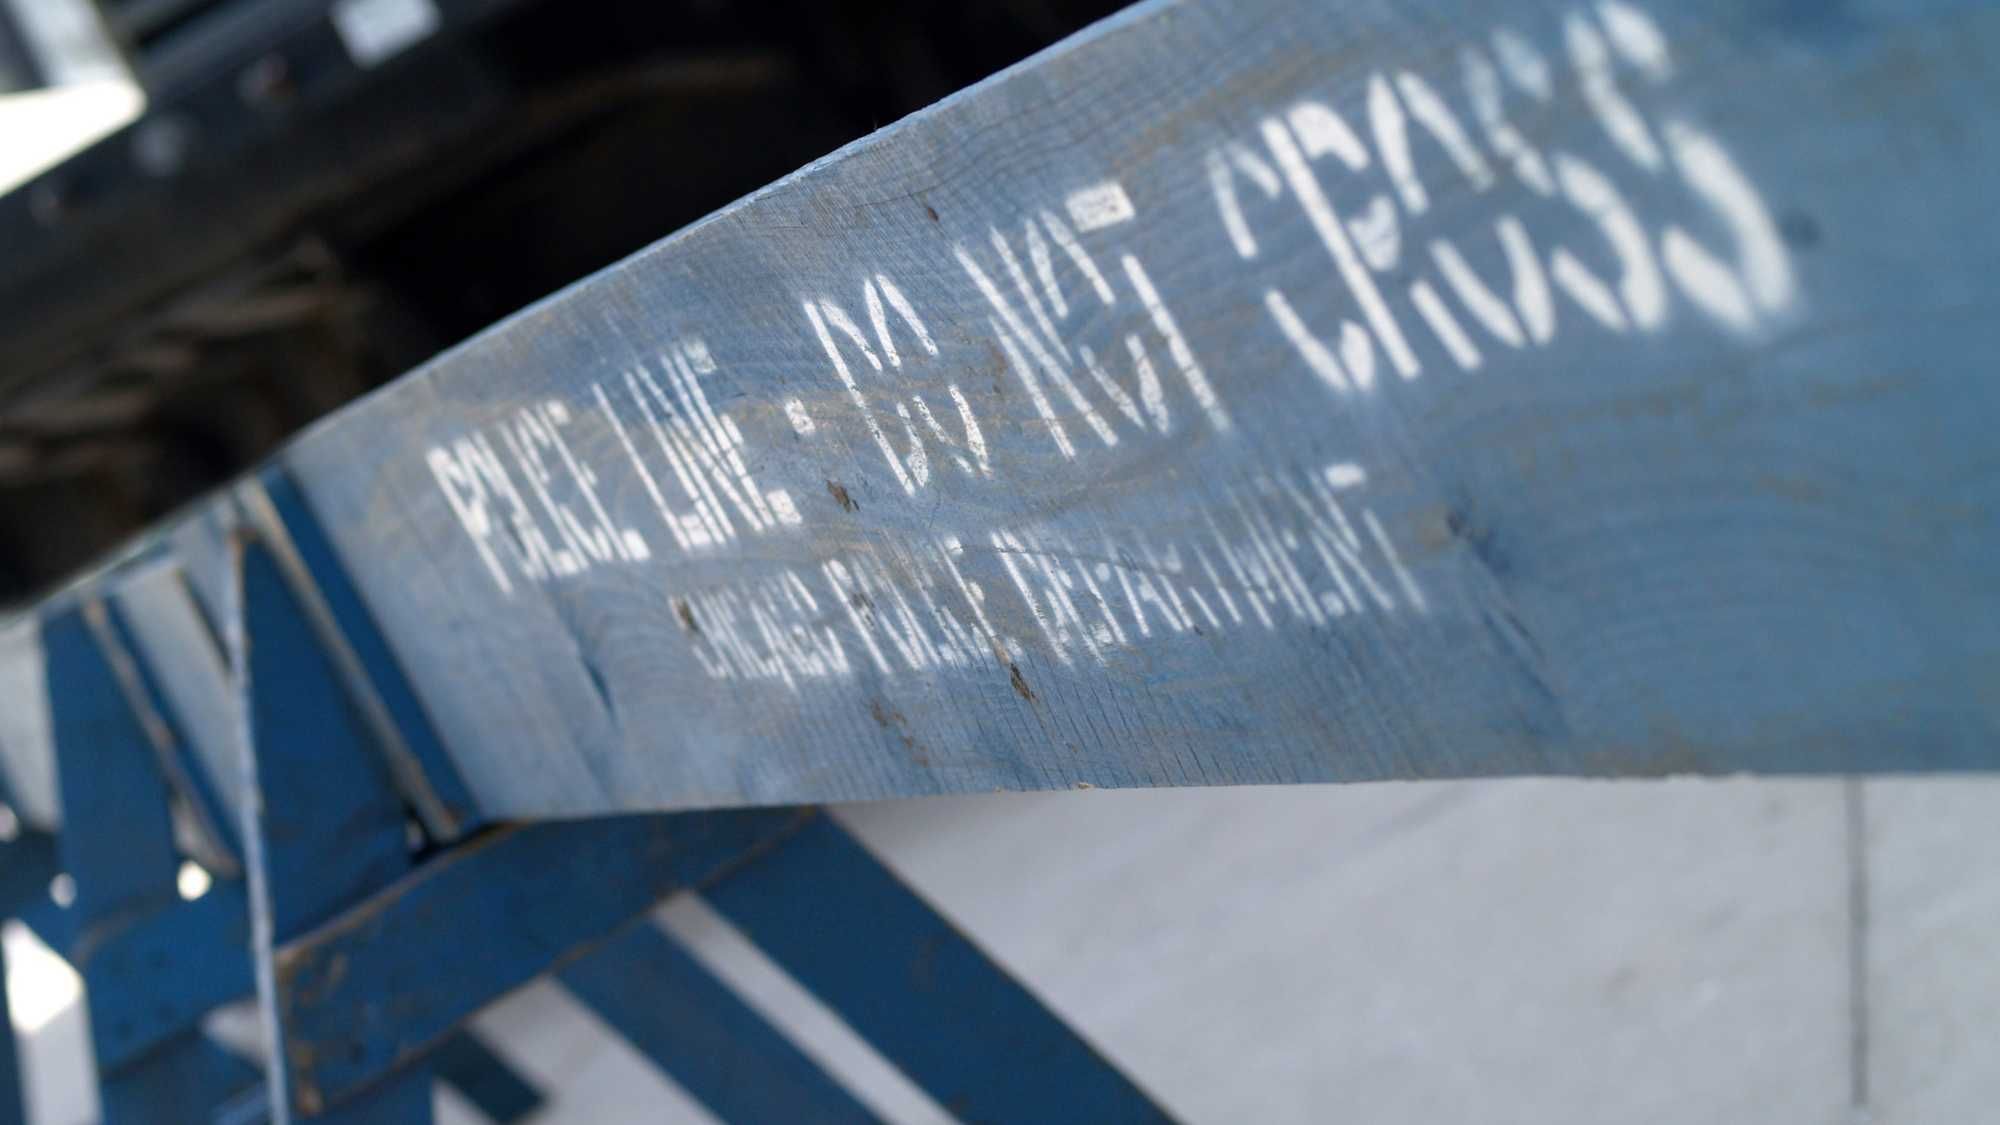 POLICE LINE - DO NOT CROSS
CHICAGO POLICE DEPARTMENT